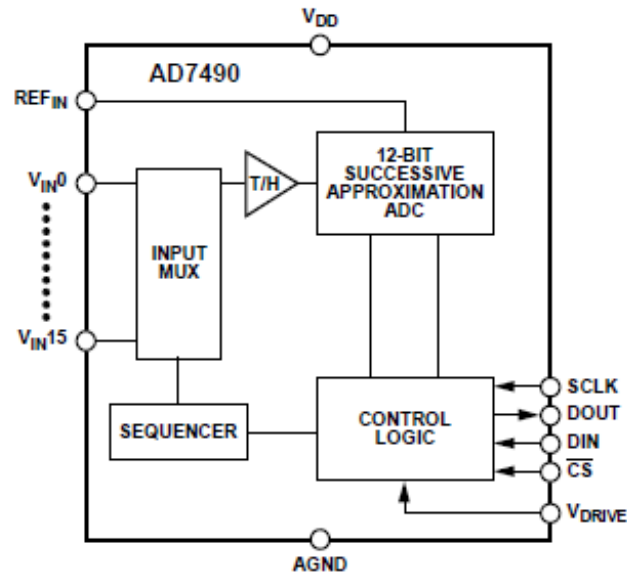 VDD
AD7490
REFIN
VIN0
T/H
12-BIT
SUCCESSIVE
APPROXIMATION
ADC
INPUT
MUX
VIN15
SEQUENCER
CONTROL
LOGIC
SCLK
DOUT
DIN
CS
VDRIVE
AGND